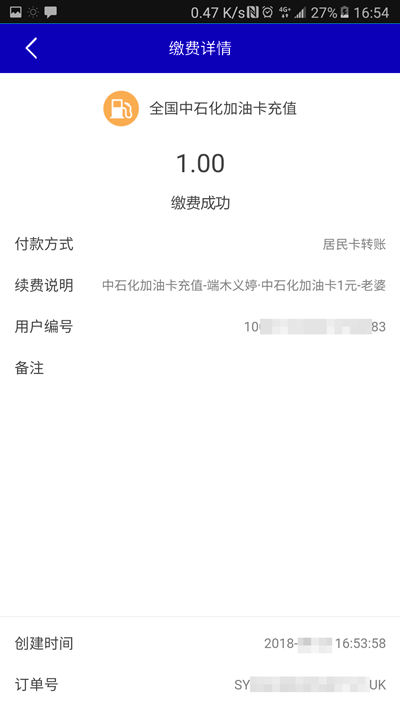 0.47 K/s 4G+ 27% 16:54
缴费详情
全国中石化加油卡充值
1.00
缴费成功
付款方式 居民卡转账
续费说明 中石化加油卡充值-端木义婷·中石化加油卡1元-老婆
用户编号 10 83
备注
创建时间 2018- 16:53:58
订单号 SY UK